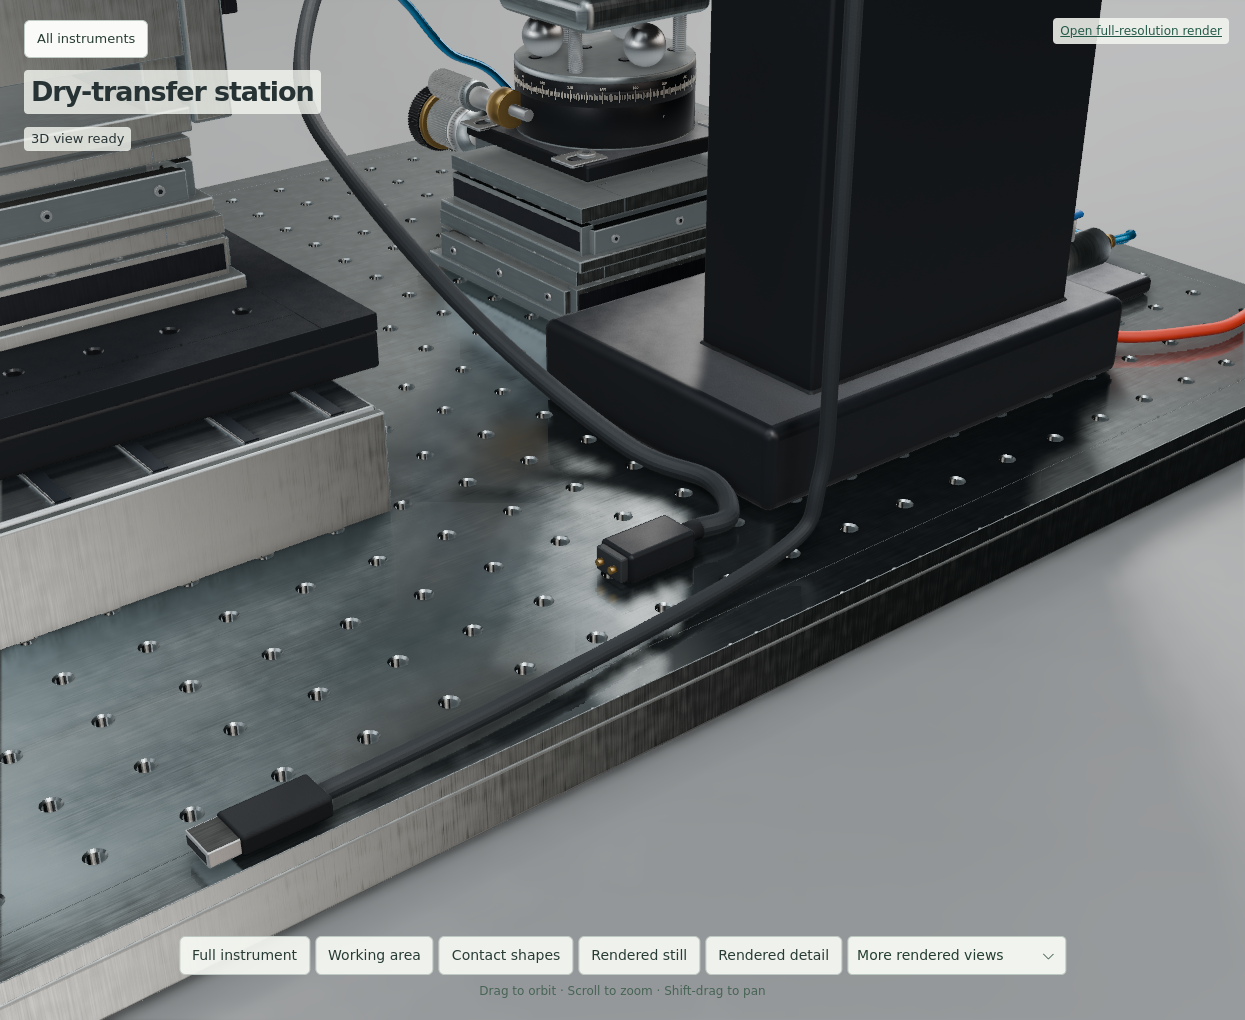 All instruments
Open full-resolution render
Dry-transfer station
3D view ready
Full instrument
Working area
Contact shapes
Rendered still
Rendered detail
More rendered views
Drag to orbit · Scroll to zoom · Shift-drag to pan